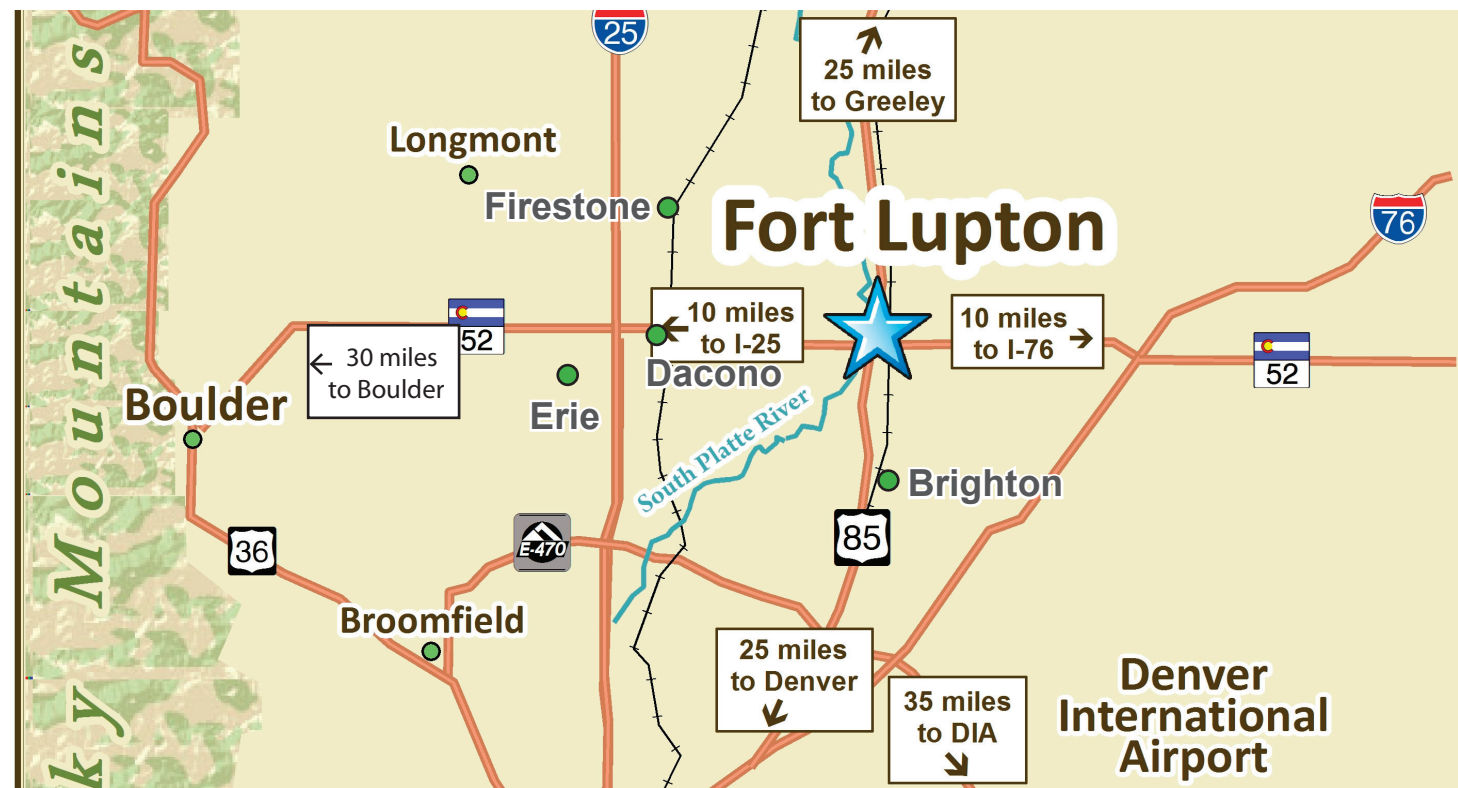 25
25 miles
to Greeley
Longmont
Firestone
Fort Lupton
76
52
10 miles
to I-25
10 miles
to I-76
52
30 miles
to Boulder
Dacono
Boulder
Erie
South Platte River
Brighton
36
E-470
85
Broomfield
25 miles
to Denver
35 miles
to DIA
Denver
International
Airport
ky Mountains